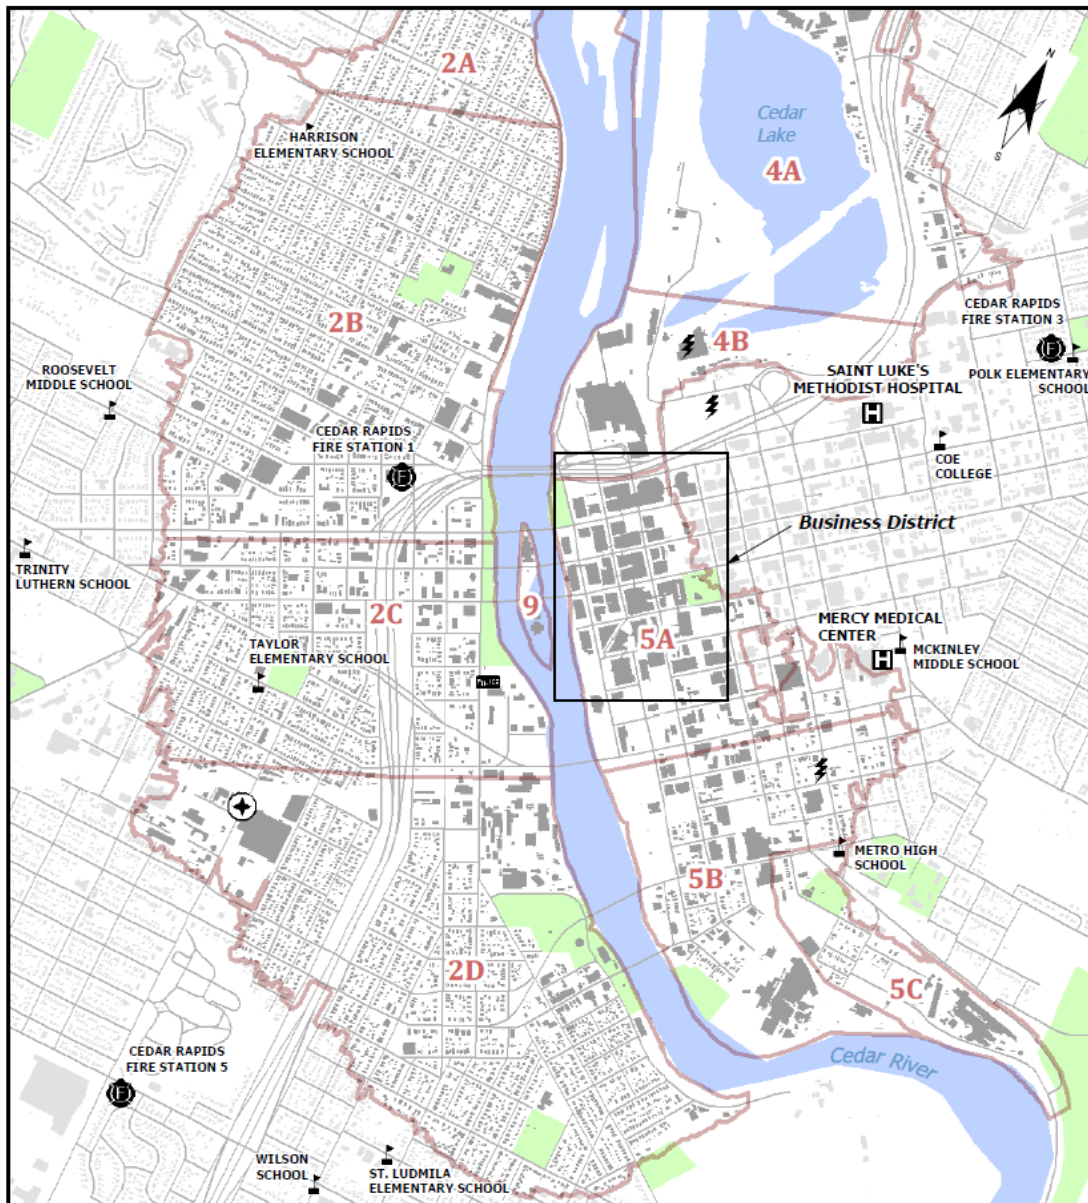 2A
N
S
Cedar
Lake
4A
HARRISON
ELEMENTARY SCHOOL
2B
CEDAR RAPIDS
FIRE STATION 3
F
4B
POLK ELEMENTARY
SCHOOL
ROOSEVELT
MIDDLE SCHOOL
SAINT LUKE'S
METHODIST HOSPITAL
H
CEDAR RAPIDS
FIRE STATION 1
F
COE
COLLEGE
Business District
TRINITY
LUTHERN SCHOOL
2C
9
5A
TAYLOR
ELEMENTARY SCHOOL
MERCY MEDICAL
CENTER
H
MCKINLEY
MIDDLE SCHOOL
POLICE
METRO HIGH
SCHOOL
5B
2D
5C
CEDAR RAPIDS
FIRE STATION 5
F
Cedar River
WILSON
SCHOOL
ST. LUDMILA
ELEMENTARY SCHOOL